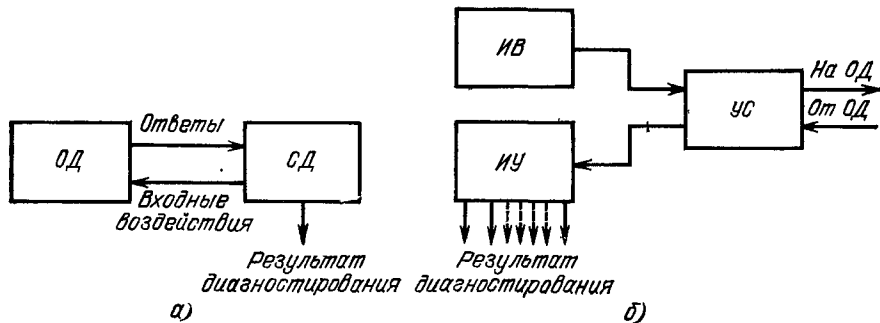 ОД
Ответы
СД
Входные
воздействия
Результат
диагностирования
а)
ИВ
УС
На ОД
От ОД
ИУ
Результат
диагностирования
б)